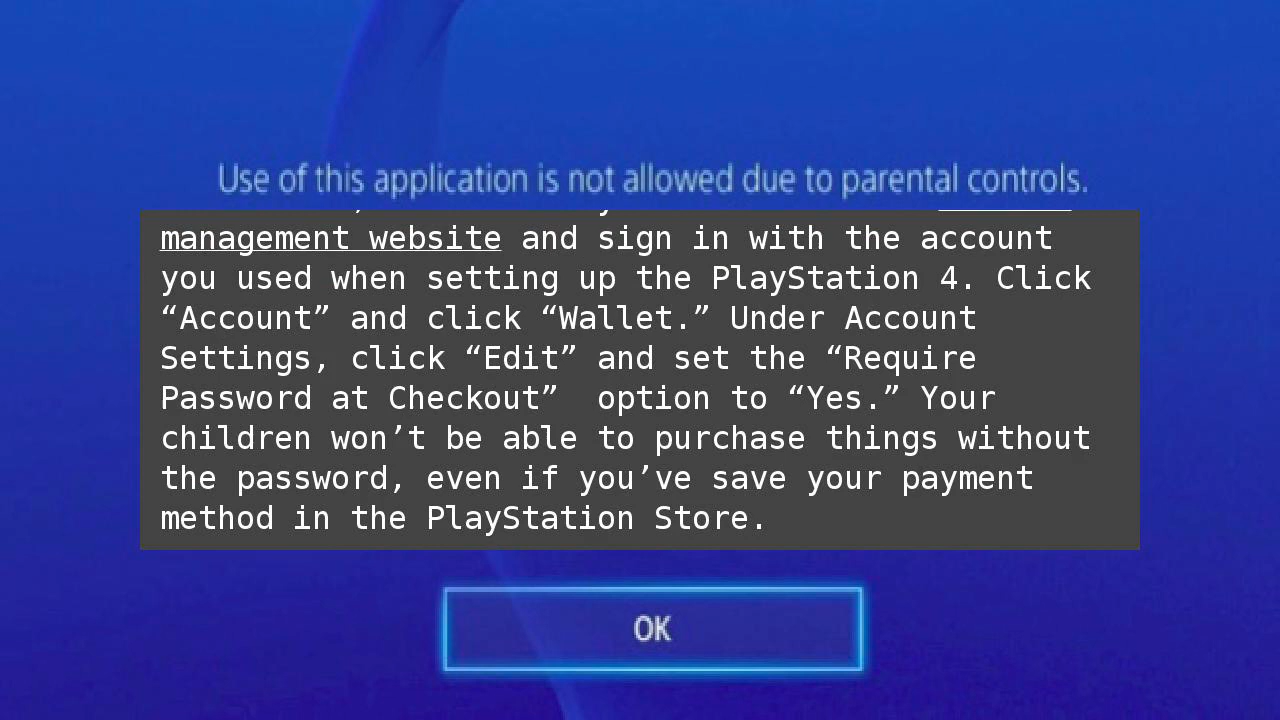 Use of this application is not allowed due to parental controls.
management website and sign in with the account
you used when setting up the PlayStation 4. Click
“Account” and click “Wallet.” Under Account
Settings, click “Edit” and set the “Require
Password at Checkout”  option to “Yes.” Your
children won’t be able to purchase things without
the password, even if you’ve save your payment
method in the PlayStation Store.
OK